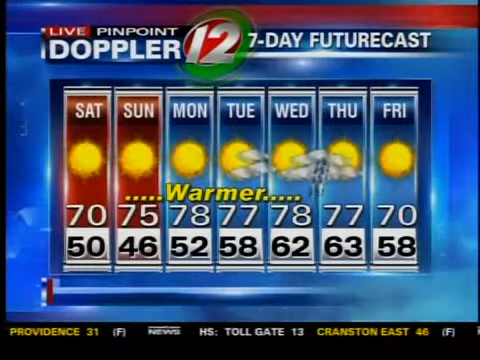 LIVE PINPOINT
DOPPLER 12 7-DAY FUTURECAST
SAT SUN MON TUE WED THU FRI
.....Warmer.....
70 75 78 77 78 77 70
50 46 52 58 62 63 58
PROVIDENCE 31 (F) NEWS HS: TOLL GATE 13 CRANSTON EAST 46 (F)